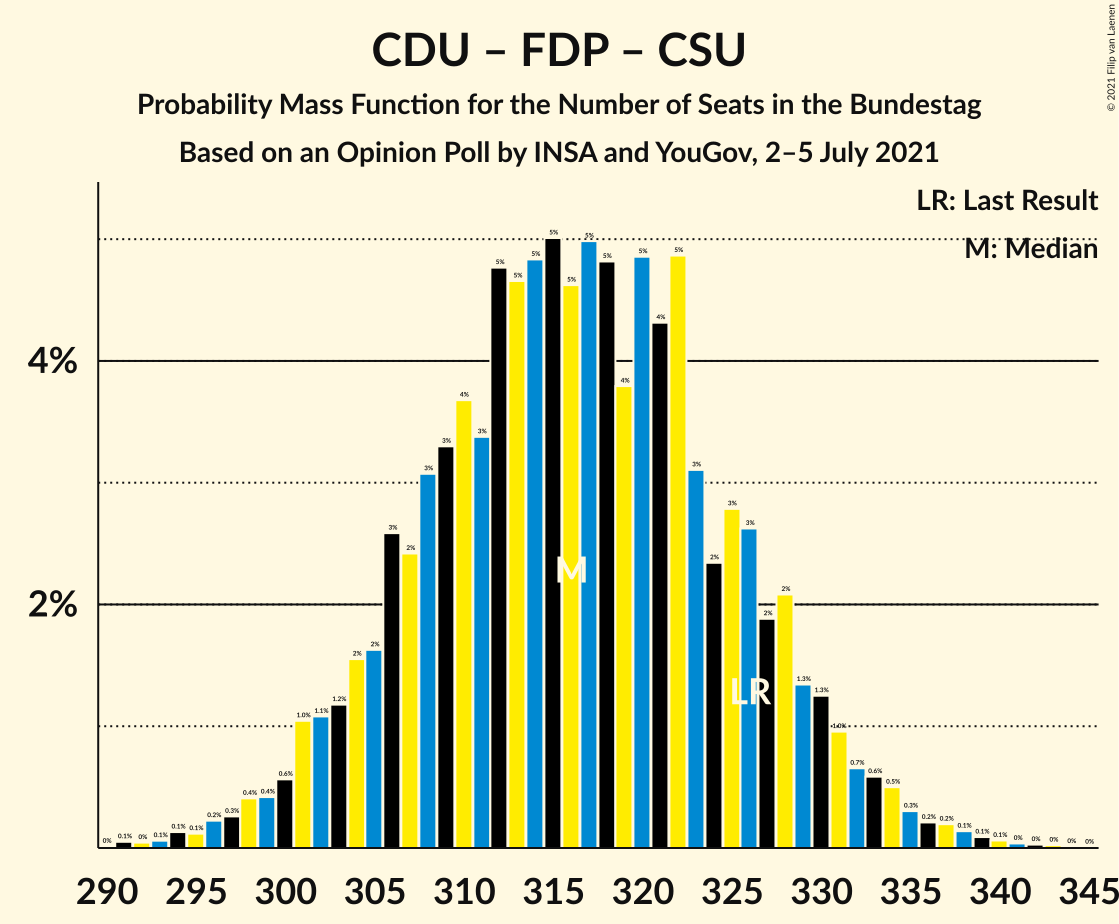 CDU – FDP – CSU
Probability Mass Function for the Number of Seats in the Bundestag
Based on an Opinion Poll by INSA and YouGov, 2–5 July 2021
© 2021 Filip van Laenen
LR: Last Result
M: Median
4%
2%
0% 0.1% 0% 0.1% 0.1% 0.1% 0.2% 0.3% 0.4% 0.4% 0.6% 1.0% 1.1% 1.2% 2% 2% 3% 2% 3% 3% 4% 3% 5% 5% 5% 5% 5% 5% 5% 4% 5% 4% 5% 3% 2% 3% 3% 2% 2% 1.3% 1.3% 1.0% 0.7% 0.6% 0.5% 0.3% 0.2% 0.2% 0.1% 0.1% 0.1% 0% 0% 0% 0% 0%
M
LR
290 295 300 305 310 315 320 325 330 335 340 345